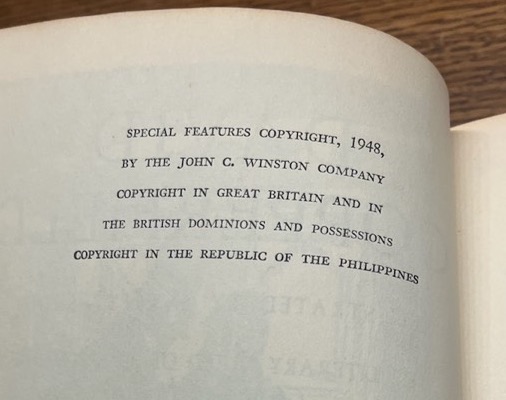 SPECIAL FEATURES COPYRIGHT, 1948,
BY THE JOHN C. WINSTON COMPANY
COPYRIGHT IN GREAT BRITAIN AND IN
THE BRITISH DOMINIONS AND POSSESSIONS
COPYRIGHT IN THE REPUBLIC OF THE PHILIPPINES